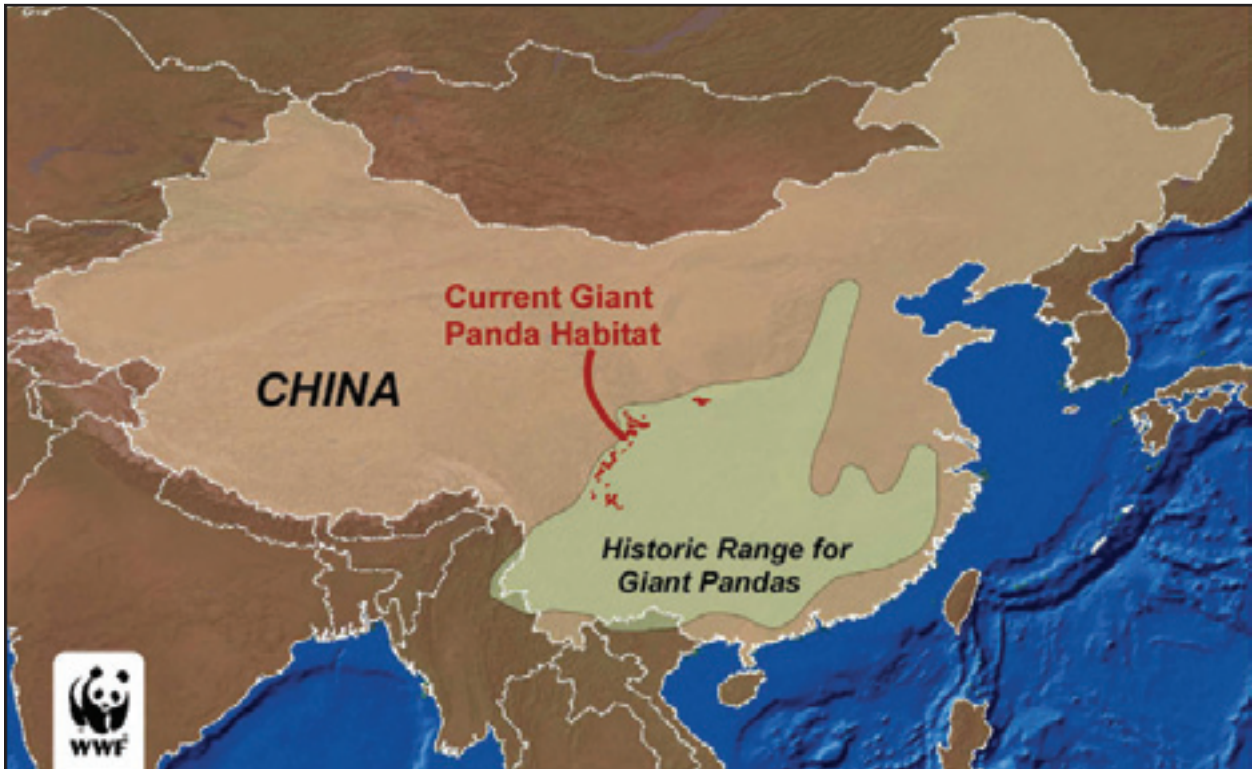 Current Giant
Panda Habitat
CHINA
Historic Range for
Giant Pandas
WWF